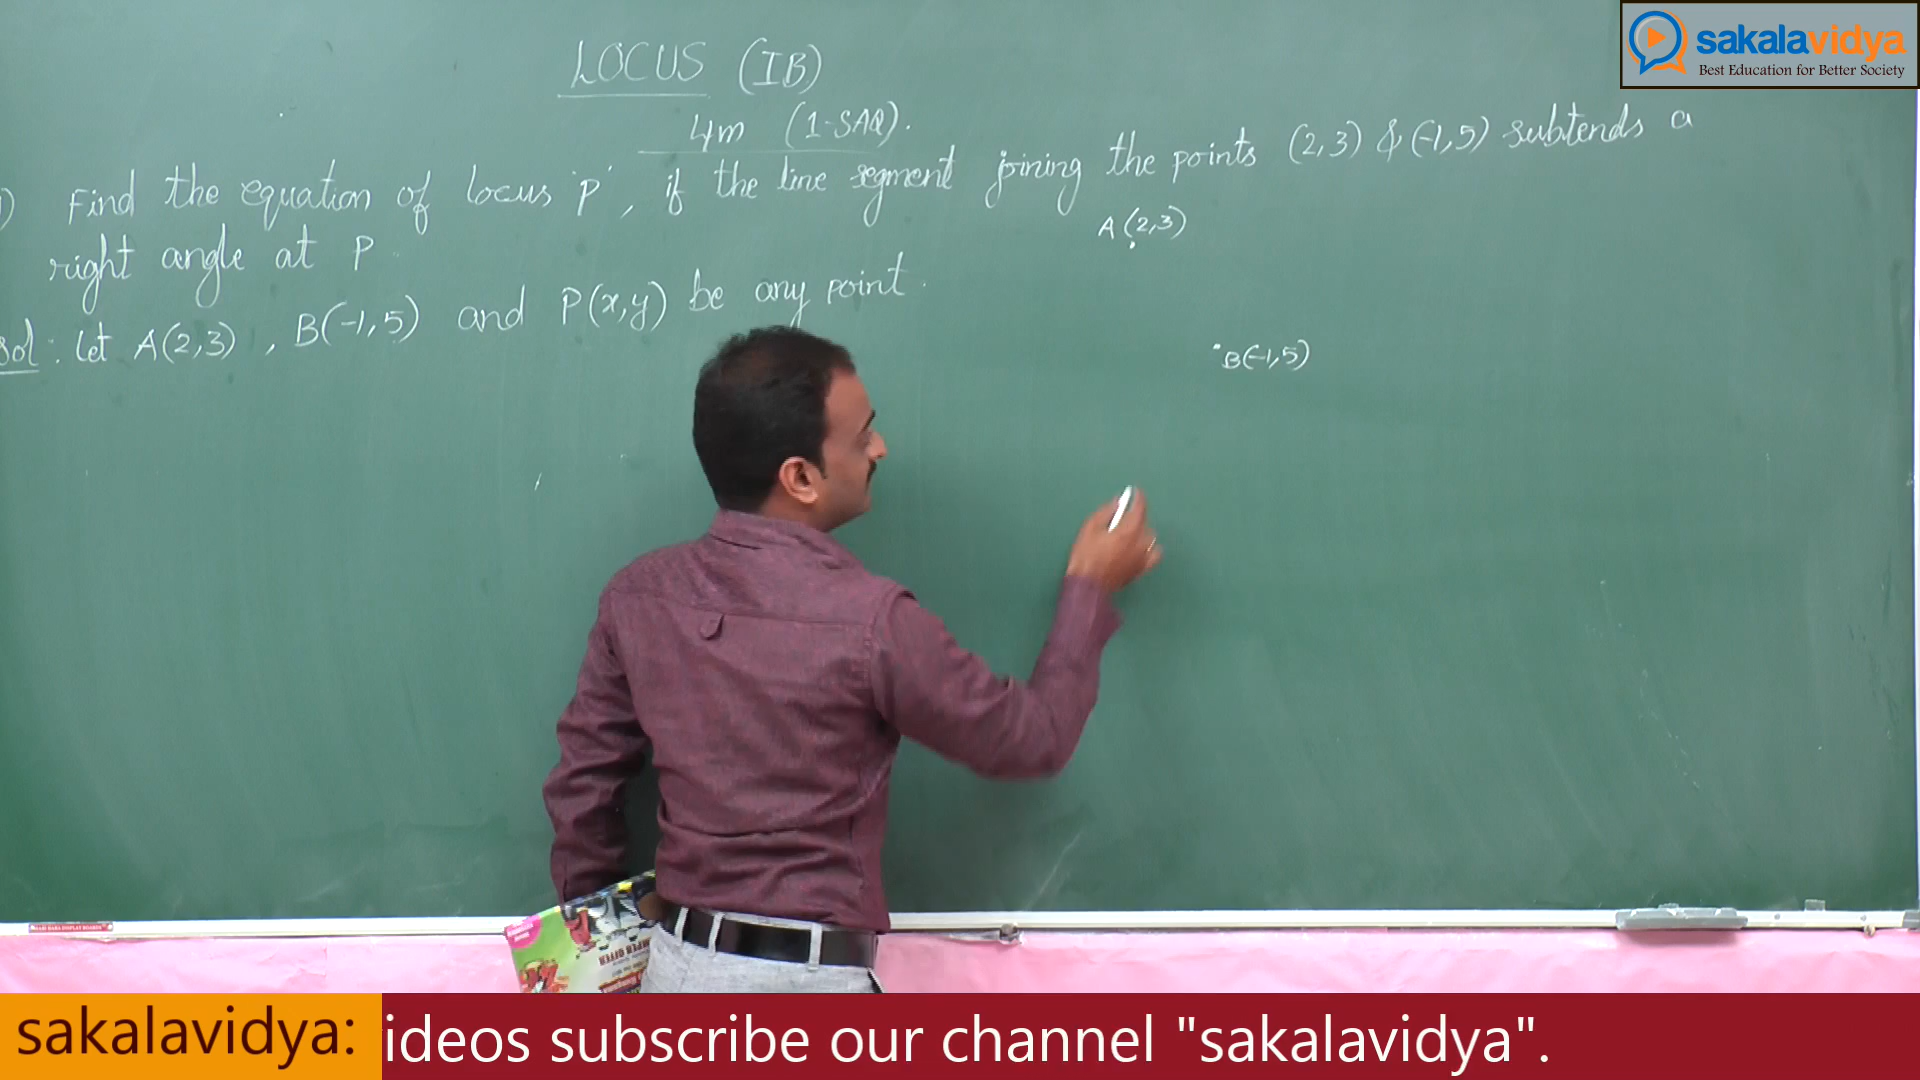 sakalavidya
Best Education for Better Society
LOCUS (IB)
4m (1-SAQ).
1) Find the equation of locus 'P', if the line segment joining the points (2,3) & (-1,5) subtends a
right angle at P.
sol: Let A(2,3), B(-1,5) and P(x,y) be any point.
A(2,3)
B(-1,5)
sakalavidya: ideos subscribe our channel "sakalavidya".